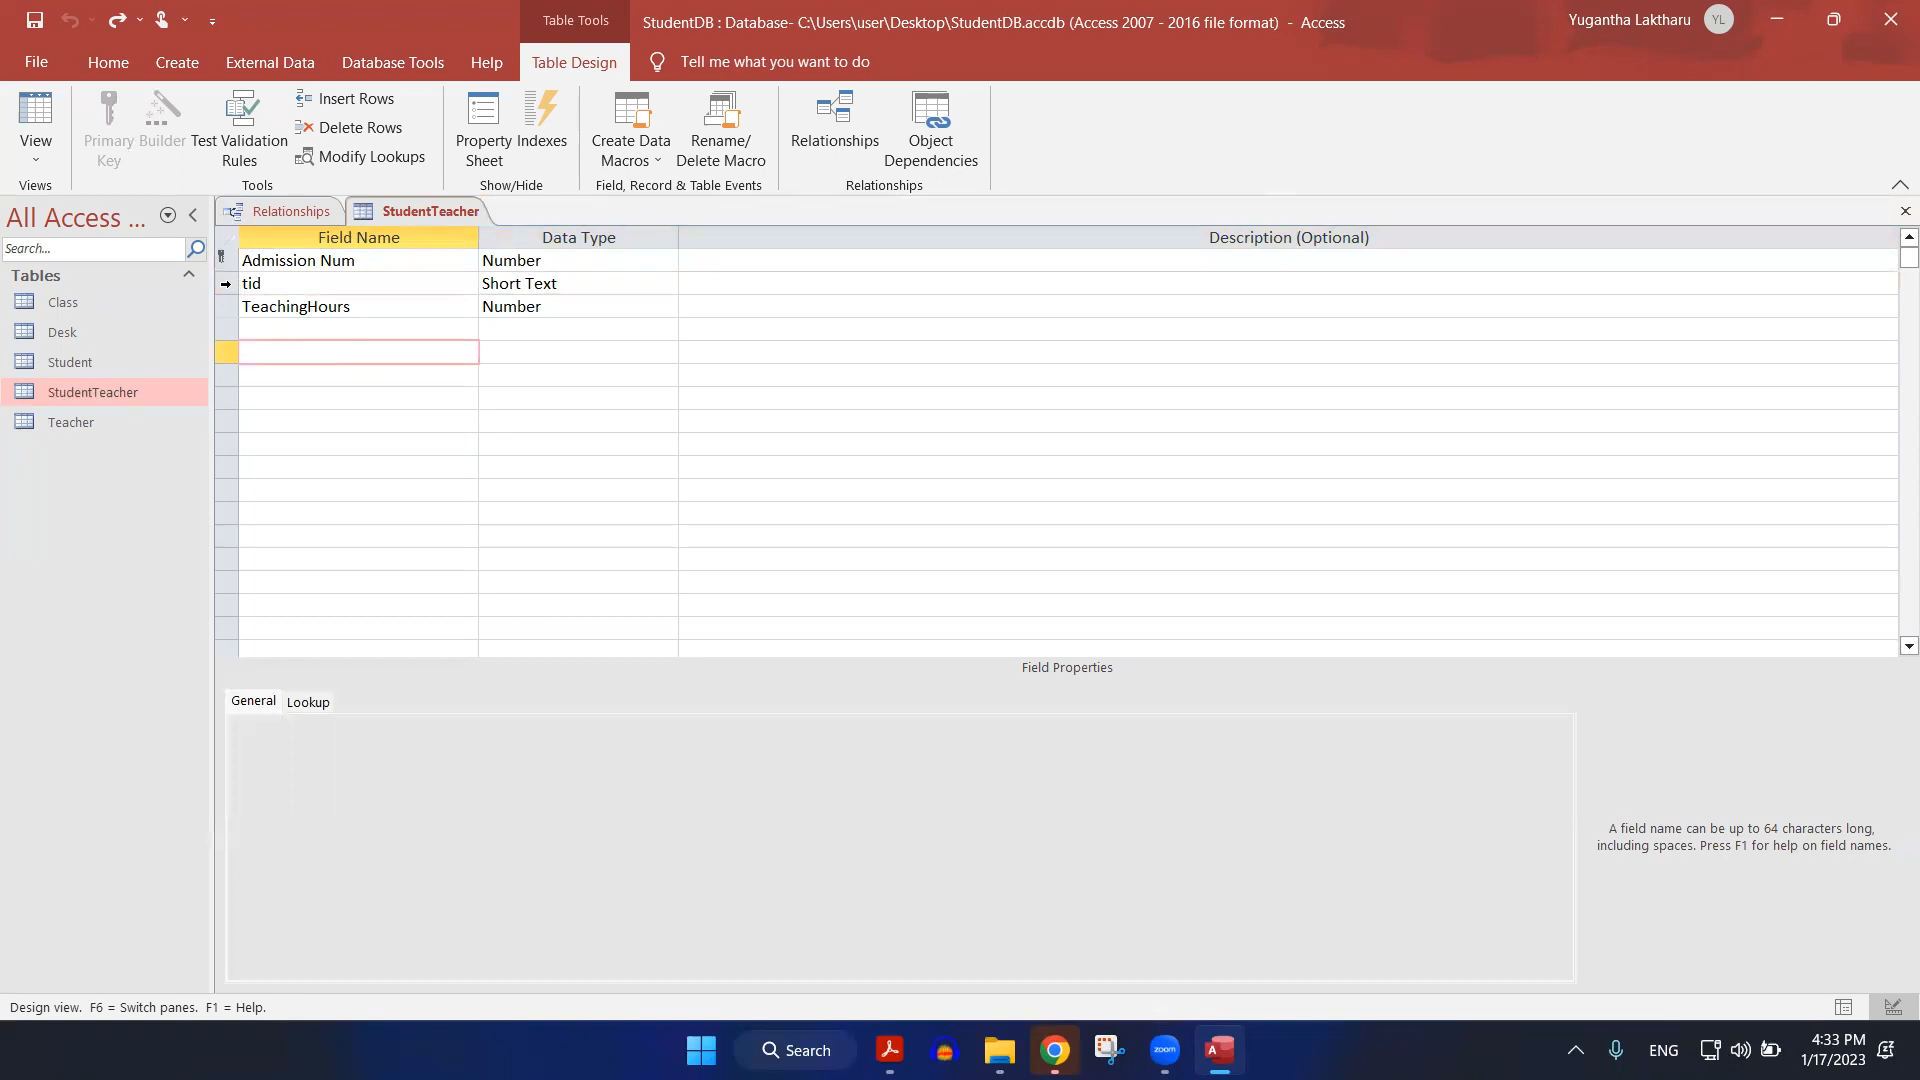 Table Tools
StudentDB : Database- C:\Users\user\Desktop\StudentDB.accdb (Access 2007 - 2016 file format)  -  Access
Yugantha Laktharu
YL
File
Home
Create
External Data
Database Tools
Help
Table Design
Tell me what you want to do
View
Primary Key
Builder
Test Validation Rules
Insert Rows
Delete Rows
Modify Lookups
Property Sheet
Indexes
Create Data Macros
Rename/ Delete Macro
Relationships
Object Dependencies
Views
Tools
Show/Hide
Field, Record & Table Events
Relationships
All Access ...
Search...
Tables
Class
Desk
Student
StudentTeacher
Teacher
Relationships
StudentTeacher
Field Name
Data Type
Description (Optional)
Admission Num
Number
tid
Short Text
TeachingHours
Number
Field Properties
General
Lookup
A field name can be up to 64 characters long,
including spaces. Press F1 for help on field names.
Design view.  F6 = Switch panes.  F1 = Help.
Search
zoom
A
ENG
4:33 PM
1/17/2023